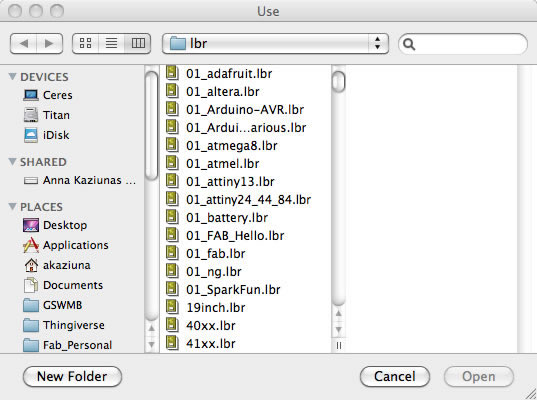 Use
lbr
DEVICES
Ceres
Titan
iDisk
SHARED
Anna Kaziunas ...
PLACES
Desktop
Applications
akaziuna
Documents
GSWMB
Thingiverse
Fab_Personal
01_adafruit.lbr
01_altera.lbr
01_Arduino-AVR.lbr
01_Ardui...arious.lbr
01_atmega8.lbr
01_atmel.lbr
01_attiny13.lbr
01_attiny24_44_84.lbr
01_battery.lbr
01_FAB_Hello.lbr
01_fab.lbr
01_ng.lbr
01_SparkFun.lbr
19inch.lbr
40xx.lbr
41xx.lbr
New Folder
Cancel
Open